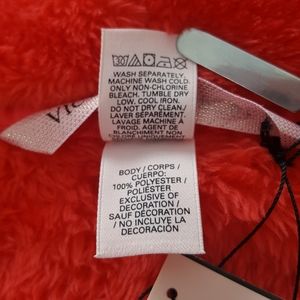 WASH SEPARATELY.
MACHINE WASH COLD.
ONLY NON-CHLORINE
BLEACH. TUMBLE DRY
LOW. COOL IRON.
DO NOT DRY CLEAN./
LAVER SÉPARÉMENT.
LAVAGE MACHINE À
FROID. AGENT DE
BLANCHIMENT
BODY / CORPS /
CUERPO:
100% POLYESTER /
POLIÉSTER
EXCLUSIVE OF
DECORATION /
SAUF DÉCORATION
/ NO INCLUYE LA
DECORACIÓN